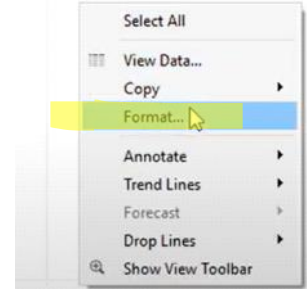 Select All
View Data...
Copy
Format...
Annotate
Trend Lines
Forecast
Drop Lines
Show View Toolbar